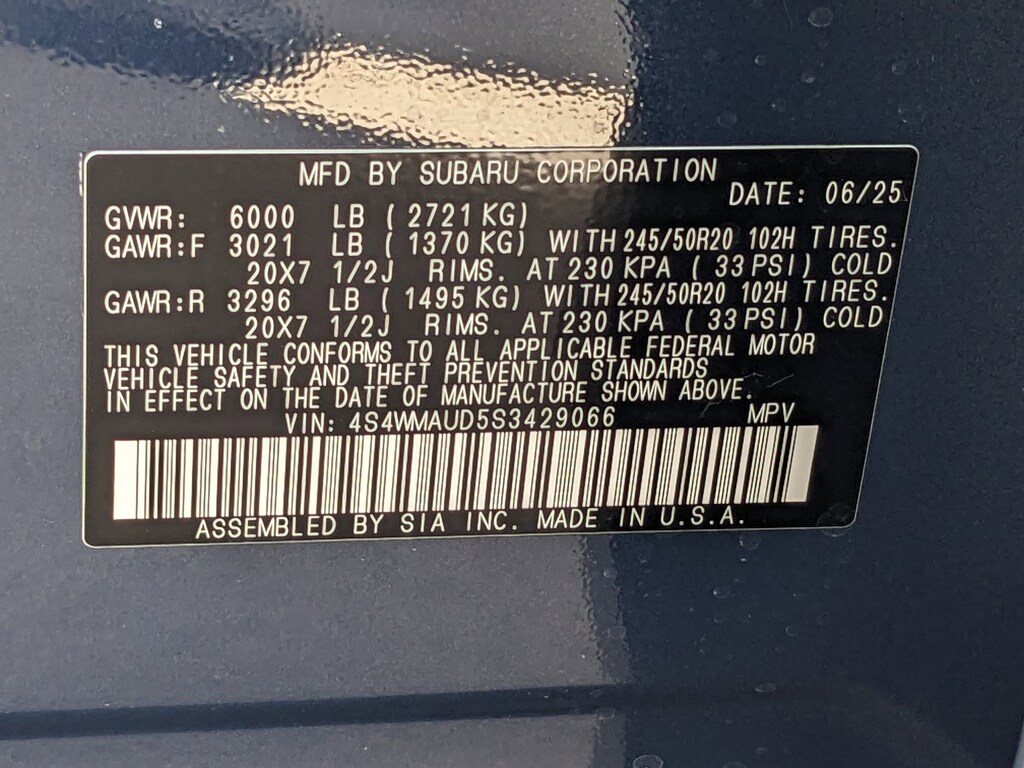 MFD BY SUBARU CORPORATION
DATE: 06/25
GVWR: 6000 LB ( 2721 KG)
GAWR:F 3021 LB ( 1370 KG) WITH 245/50R20 102H TIRES.
20X7 1/2J RIMS. AT 230 KPA ( 33 PSI) COLD
GAWR:R 3296 LB ( 1495 KG) WITH 245/50R20 102H TIRES.
20X7 1/2J RIMS. AT 230 KPA ( 33 PSI) COLD
THIS VEHICLE CONFORMS TO ALL APPLICABLE FEDERAL MOTOR
VEHICLE SAFETY AND THEFT PREVENTION STANDARDS
IN EFFECT ON THE DATE OF MANUFACTURE SHOWN ABOVE.
VIN: 4S4WMAUD5S3429066 MPV
ASSEMBLED BY SIA INC. MADE IN U.S.A.